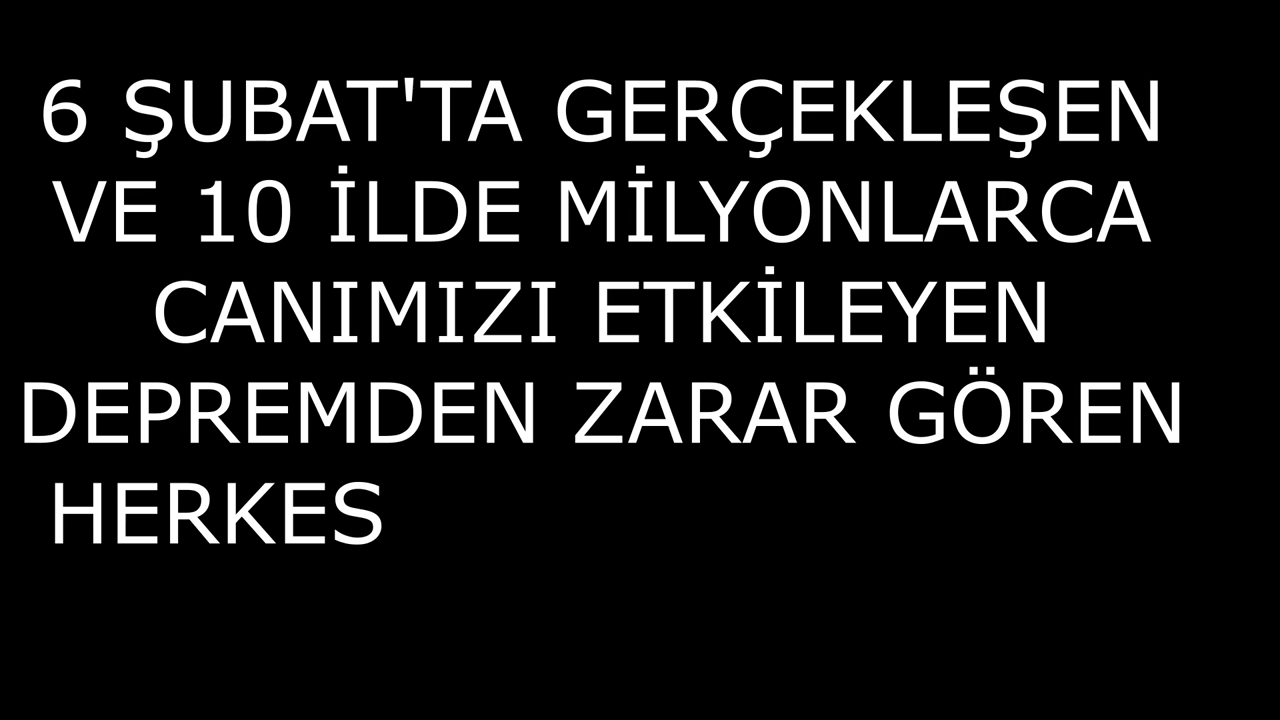 6 ŞUBAT'TA GERÇEKLEŞEN
VE 10 İLDE MİLYONLARCA
CANIMIZI ETKİLEYEN
DEPREMDEN ZARAR GÖREN
HERKES